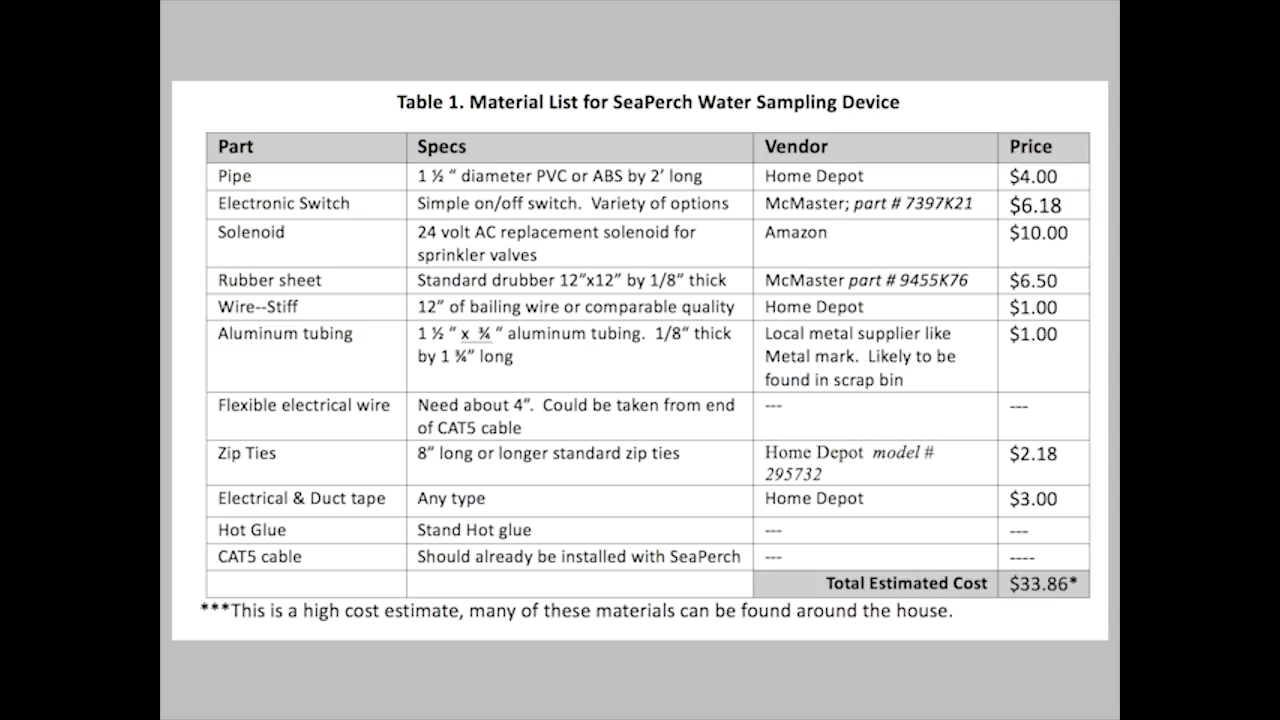 Table 1. Material List for SeaPerch Water Sampling Device
Part Specs Vendor Price
Pipe 1 ½ “ diameter PVC or ABS by 2’ long Home Depot $4.00
Electronic Switch Simple on/off switch. Variety of options McMaster; part # 7397K21 $6.18
Solenoid 24 volt AC replacement solenoid for Amazon $10.00
sprinkler valves
Rubber sheet Standard drubber 12”x12” by 1/8” thick McMaster part # 9455K76 $6.50
Wire--Stiff 12” of bailing wire or comparable quality Home Depot $1.00
Aluminum tubing 1 ½ “ x ¾ “ aluminum tubing. 1/8” thick Local metal supplier like $1.00
by 1 ¾” long Metal mark. Likely to be
found in scrap bin
Flexible electrical wire Need about 4”. Could be taken from end --- ---
of CAT5 cable
Zip Ties 8” long or longer standard zip ties Home Depot model # $2.18
295732
Electrical & Duct tape Any type Home Depot $3.00
Hot Glue Stand Hot glue --- ---
CAT5 cable Should already be installed with SeaPerch --- ----
Total Estimated Cost $33.86*
***This is a high cost estimate, many of these materials can be found around the house.